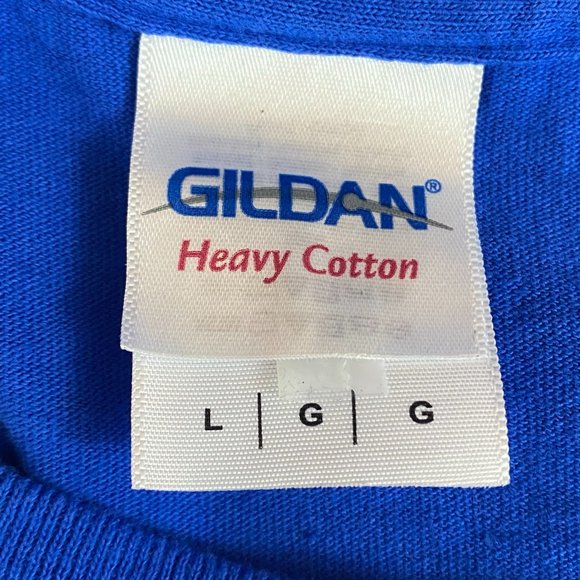 GILDAN®
Heavy Cotton
L | G | G